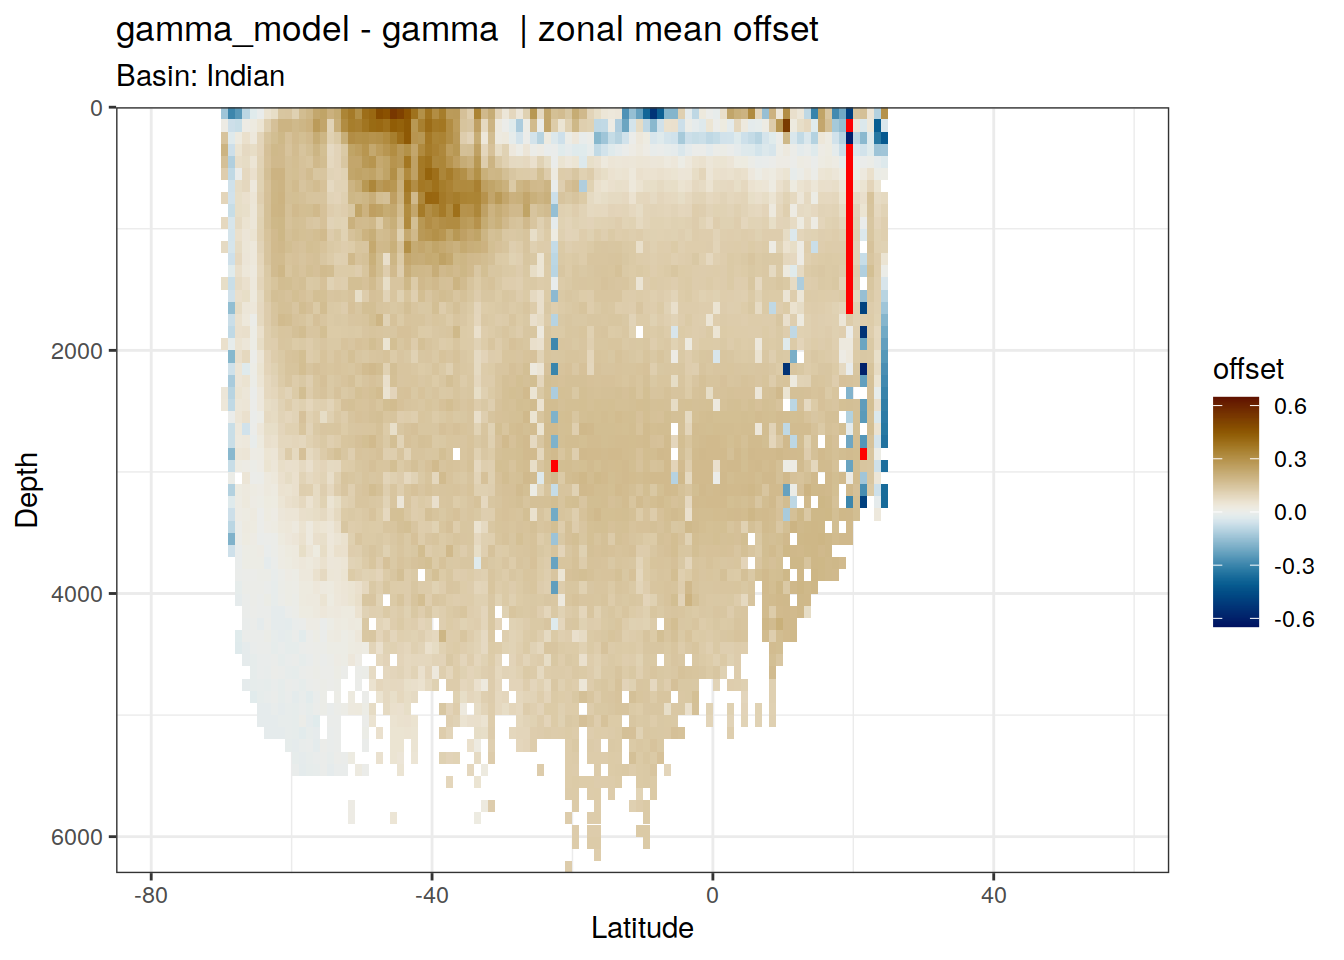 gamma_model - gamma  | zonal mean offset
Basin: Indian
0
2000
4000
6000
Depth
-80
-40
0
40
Latitude
offset
0.6
0.3
0.0
-0.3
-0.6